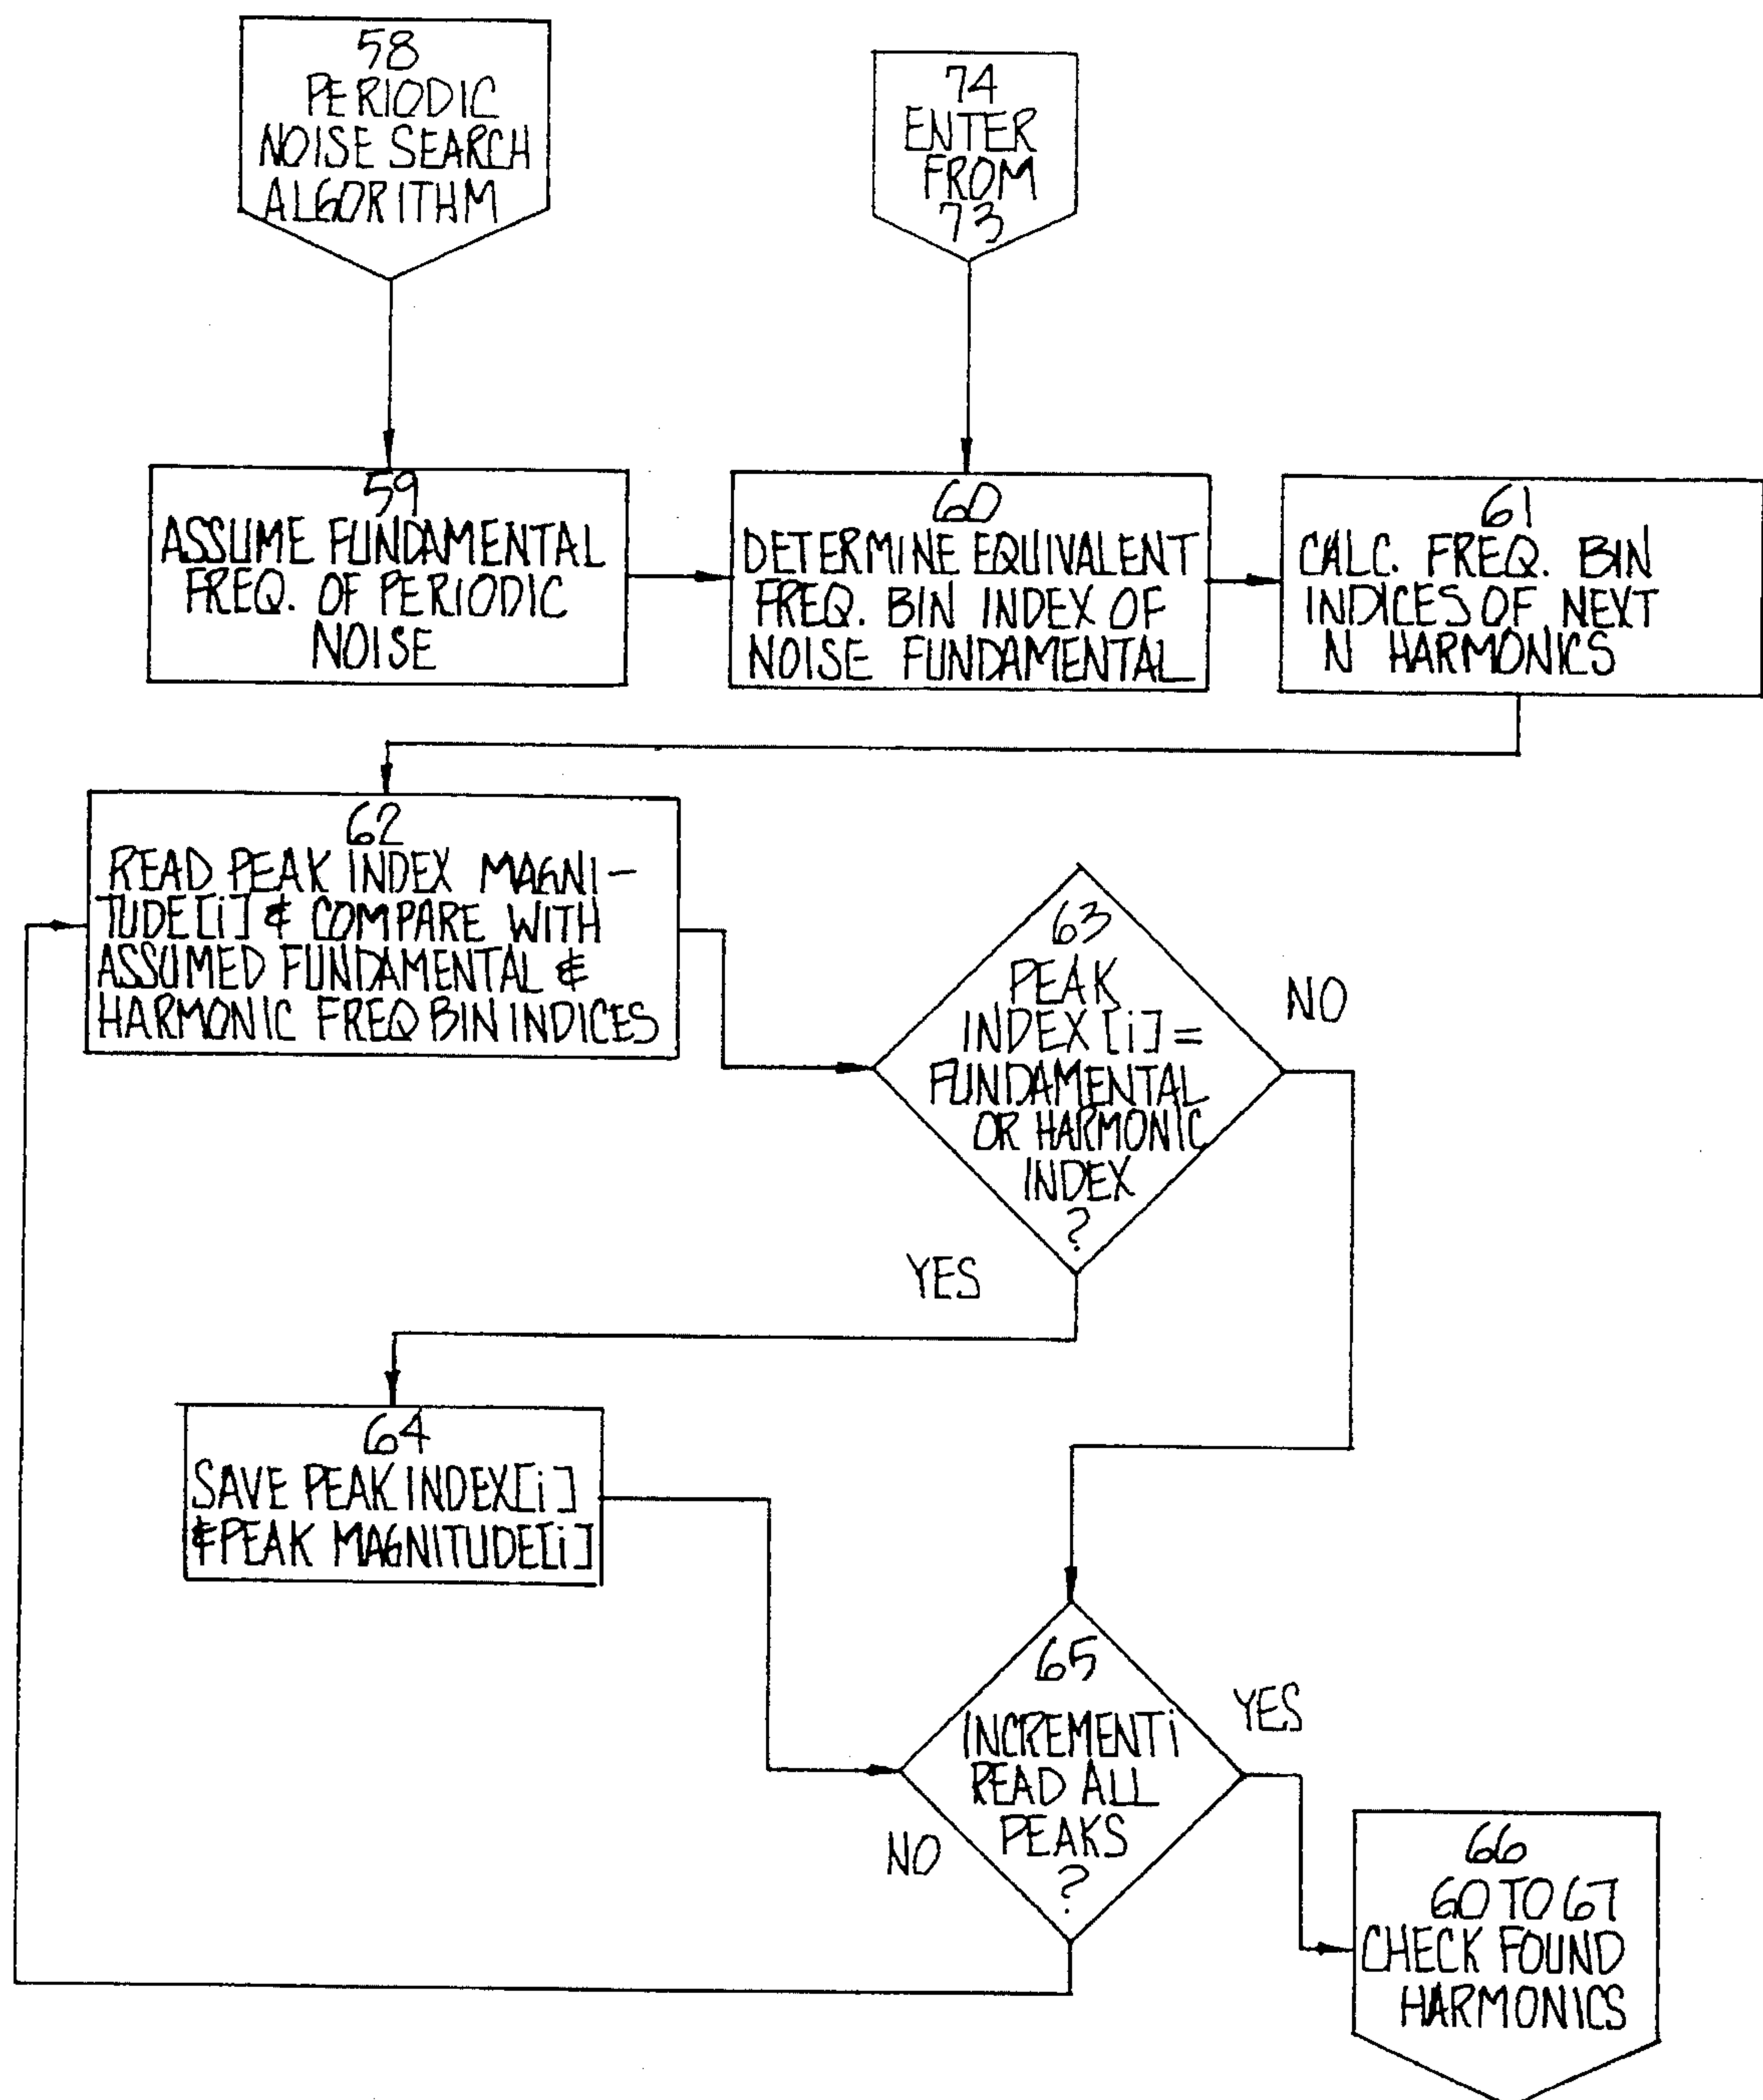 58
PERIODIC
NOISE SEARCH
ALGORITHM
74
ENTER
FROM
73
59
ASSUME FUNDAMENTAL
FREQ. OF PERIODIC
NOISE
60
DETERMINE EQUIVALENT
FREQ. BIN INDEX OF
NOISE FUNDAMENTAL
61
CALC. FREQ. BIN
INDICES OF NEXT
N HARMONICS
62
READ PEAK INDEX MAGNI-
TUDE[i] & COMPARE WITH
ASSUMED FUNDAMENTAL &
HARMONIC FREQ BIN INDICES
63
PEAK
INDEX [i] =
FUNDAMENTAL
OR HARMONIC
INDEX
?
NO
YES
64
SAVE PEAK INDEX[i]
& PEAK MAGNITUDE[i]
65
INCREMENT i
READ ALL
PEAKS
?
YES
NO
66
GO TO 67
CHECK FOUND
HARMONICS